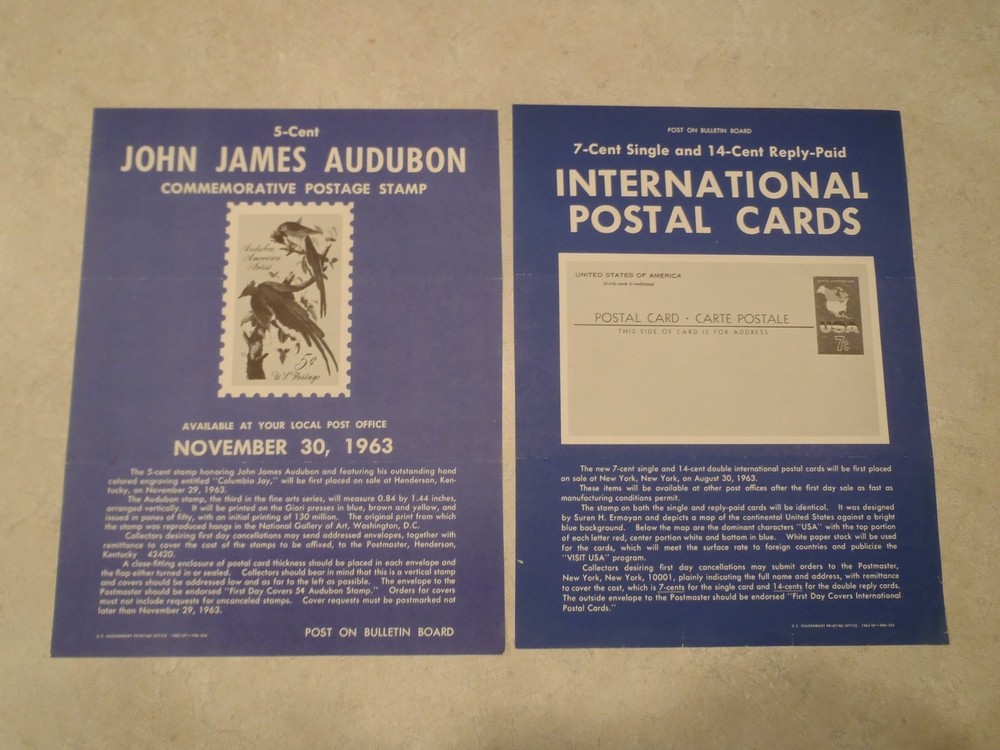 5-Cent
JOHN JAMES AUDUBON
COMMEMORATIVE POSTAGE STAMP
Audubon
American
Artist
5¢
U S Postage
AVAILABLE AT YOUR LOCAL POST OFFICE
NOVEMBER 30, 1963
The 5-cent stamp honoring John James Audubon and featuring his outstanding hand
colored engraving entitled "Columbia Jay," will be first placed on sale at Henderson, Ken-
tucky, on November 29, 1963.
The Audubon stamp, the third in the fine arts series, will measure 0.84 by 1.44 inches,
arranged vertically. It will be printed on the Giori presses in blue, brown and yellow, and
issued in panes of fifty, with an initial printing of 130 million. The original print from which
the stamp was reproduced hangs in the National Gallery of Art, Washington, D.C.
Collectors desiring first day cancellations may send addressed envelopes, together with
remittance to cover the cost of the stamps to be affixed, to the Postmaster, Henderson,
Kentucky 42420.
A close-fitting enclosure of postal card thickness should be placed in each envelope and
the flap either turned in or sealed. Collectors should bear in mind that this is a vertical stamp
and covers should be addressed low and as far to the left as possible. The envelope to the
Postmaster should be endorsed "First Day Covers 5¢ Audubon Stamp." Orders for covers
must not include requests for uncanceled stamps. Cover requests must be postmarked not
later than November 29, 1963.
U.S. GOVERNMENT PRINTING OFFICE
POST ON BULLETIN BOARD
POST ON BULLETIN BOARD
7-Cent Single and 14-Cent Reply-Paid
INTERNATIONAL
POSTAL CARDS
UNITED STATES OF AMERICA
POSTAL CARD · CARTE POSTALE
THIS SIDE OF CARD IS FOR ADDRESS
USA
7¢
The new 7-cent single and 14-cent double international postal cards will be first placed
on sale at New York, New York, on August 30, 1963.
These items will be available at other post offices after the first day sale as fast as
manufacturing conditions permit.
The stamp on both the single and reply-paid cards will be identical. It was designed
by Suren H. Ermoyan and depicts a map of the continental United States against a bright
blue background. Below the map are the dominant characters "USA" with the top portion
of each letter red, center portion white and bottom in blue. White paper stock will be used
for the cards, which will meet the surface rate to foreign countries and publicize the
"VISIT USA" program.
Collectors desiring first day cancellations may submit orders to the Postmaster,
New York, New York, 10001, plainly indicating the full name and address, with remittance
to cover the cost, which is 7-cents for the single card and 14-cents for the double reply cards.
The outside envelope to the Postmaster should be endorsed "First Day Covers International
Postal Cards."
U.S. GOVERNMENT PRINTING OFFICE